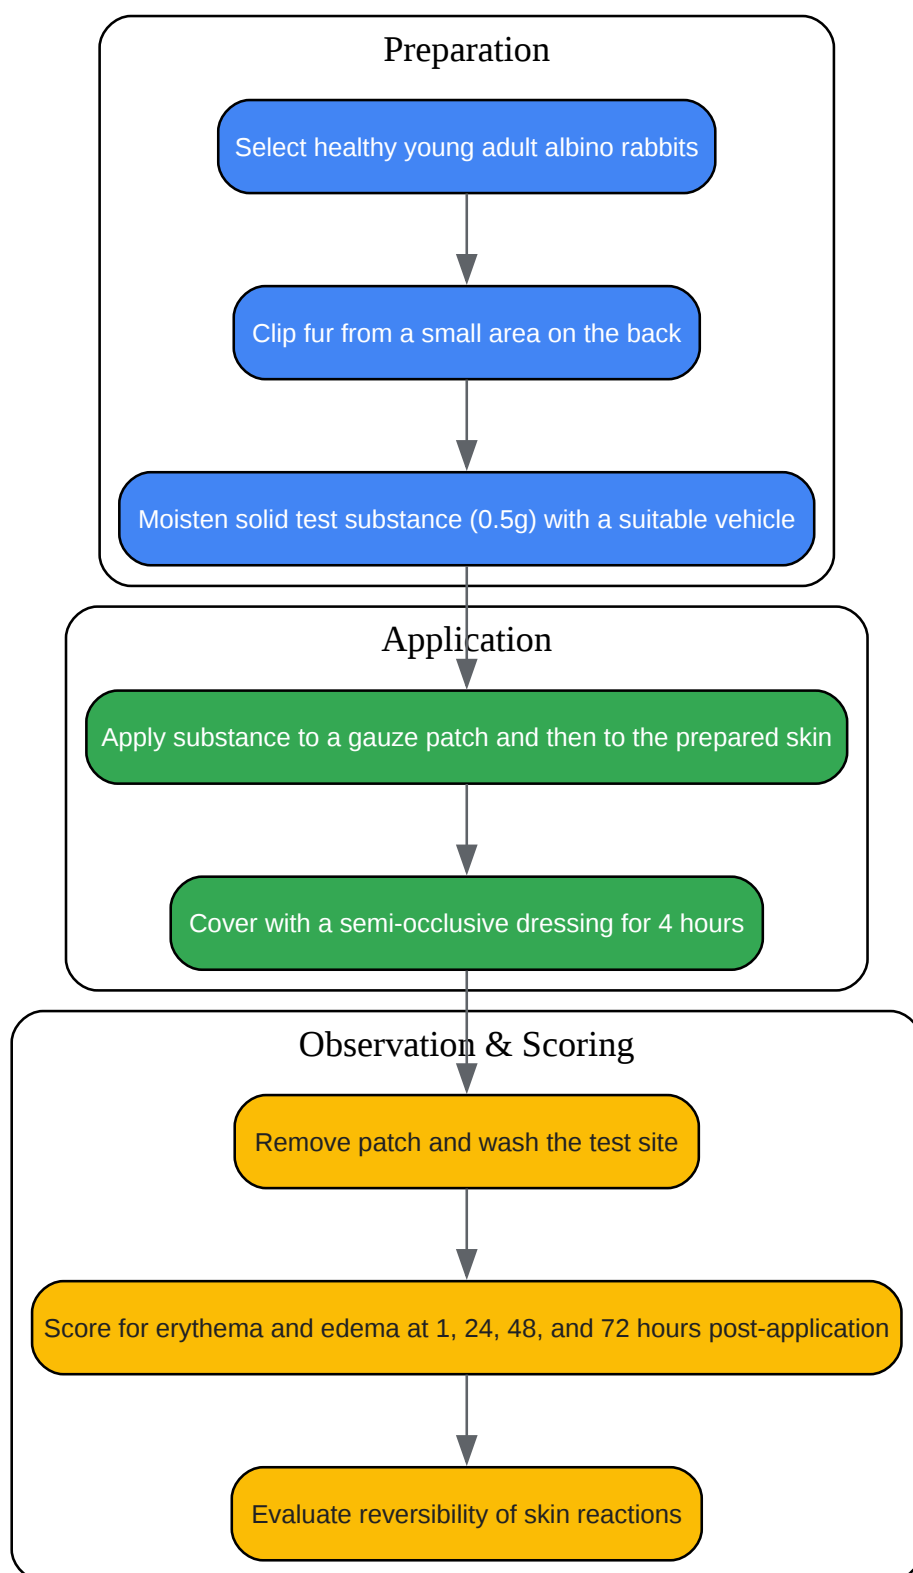 Preparation
Select healthy young adult albino rabbits
Clip fur from a small area on the back
Moisten solid test substance (0.5g) with a suitable vehicle
Application
Apply substance to a gauze patch and then to the prepared skin
Cover with a semi-occlusive dressing for 4 hours
Observation & Scoring
Remove patch and wash the test site
Score for erythema and edema at 1, 24, 48, and 72 hours post-application
Evaluate reversibility of skin reactions